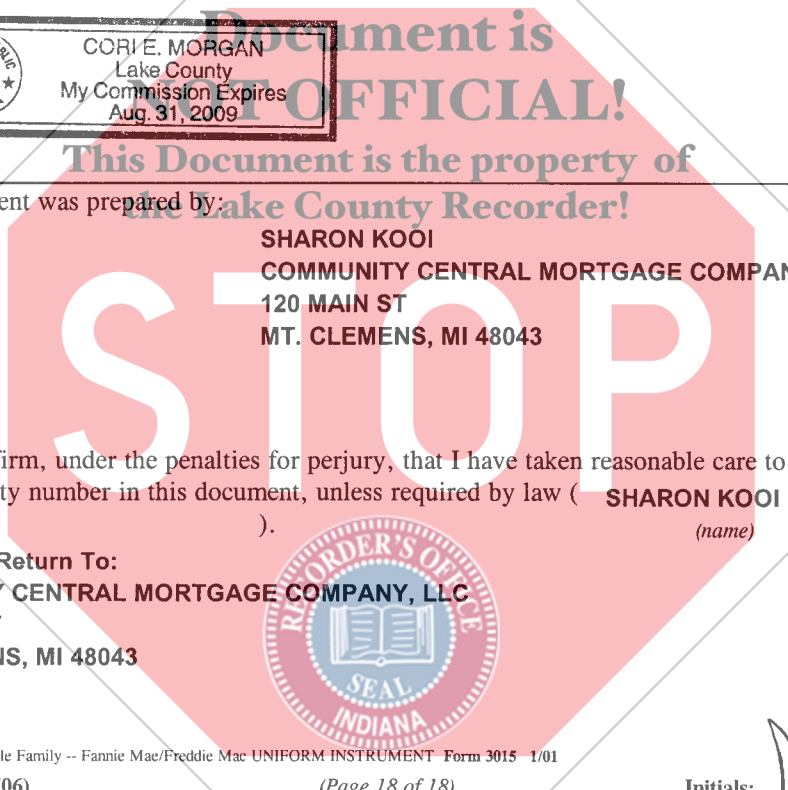 Document is
NOT OFFICIAL!
This Document is the property of
the Lake County Recorder!
CORI E. MORGAN
Lake County
My Commission Expires
Aug. 31, 2009
ent was prepared by:
SHARON KOOI
COMMUNITY CENTRAL MORTGAGE COMPAN
120 MAIN ST
MT. CLEMENS, MI 48043
STOP
firm, under the penalties for perjury, that I have taken reasonable care to
ty number in this document, unless required by law ( SHARON KOOI
).
(name)
Return To:
Y CENTRAL MORTGAGE COMPANY, LLC
NS, MI 48043
RECORDER'S OFFICE
SEAL
INDIANA
le Family -- Fannie Mae/Freddie Mac UNIFORM INSTRUMENT Form 3015 1/01
06) (Page 18 of 18) Initials: